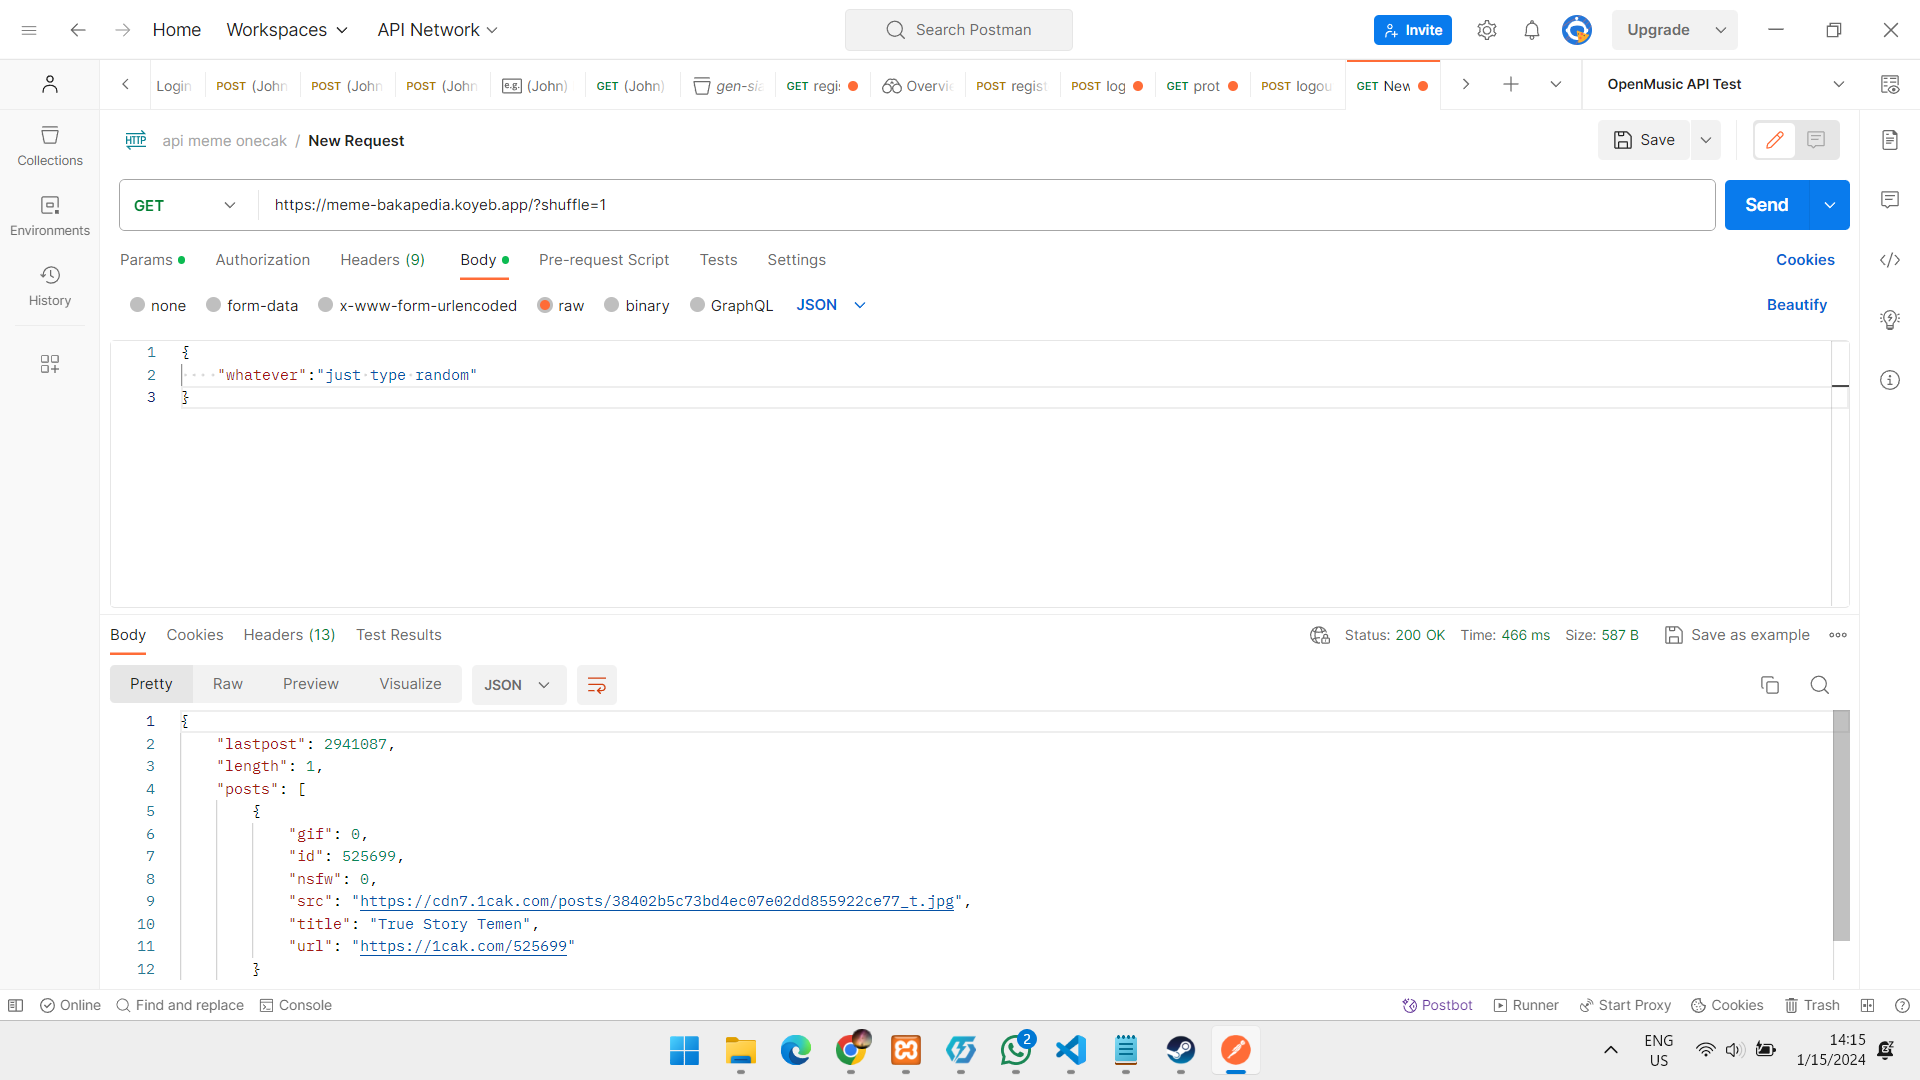 Home Workspaces API Network Search Postman Invite Upgrade
Login POST (John POST (John POST (John e.g. (John) GET (John) gen-sia GET regis Overvie POST regist POST log GET prot POST logou GET New OpenMusic API Test
HTTP api meme onecak / New Request Save
Collections
Environments
History
GET https://meme-bakapedia.koyeb.app/?shuffle=1 Send
Params Authorization Headers (9) Body Pre-request Script Tests Settings Cookies
none form-data x-www-form-urlencoded raw binary GraphQL JSON Beautify
1 {
2 "whatever":"just type random"
3 }
Body Cookies Headers (13) Test Results Status: 200 OK Time: 466 ms Size: 587 B Save as example
Pretty Raw Preview Visualize JSON
1 {
2 "lastpost": 2941087,
3 "length": 1,
4 "posts": [
5 {
6 "gif": 0,
7 "id": 525699,
8 "nsfw": 0,
9 "src": "https://cdn7.1cak.com/posts/38402b5c73bd4ec07e02dd855922ce77_t.jpg",
10 "title": "True Story Temen",
11 "url": "https://1cak.com/525699"
12 }
Online Find and replace Console Postbot Runner Start Proxy Cookies Trash
2
ENG
US
14:15
1/15/2024